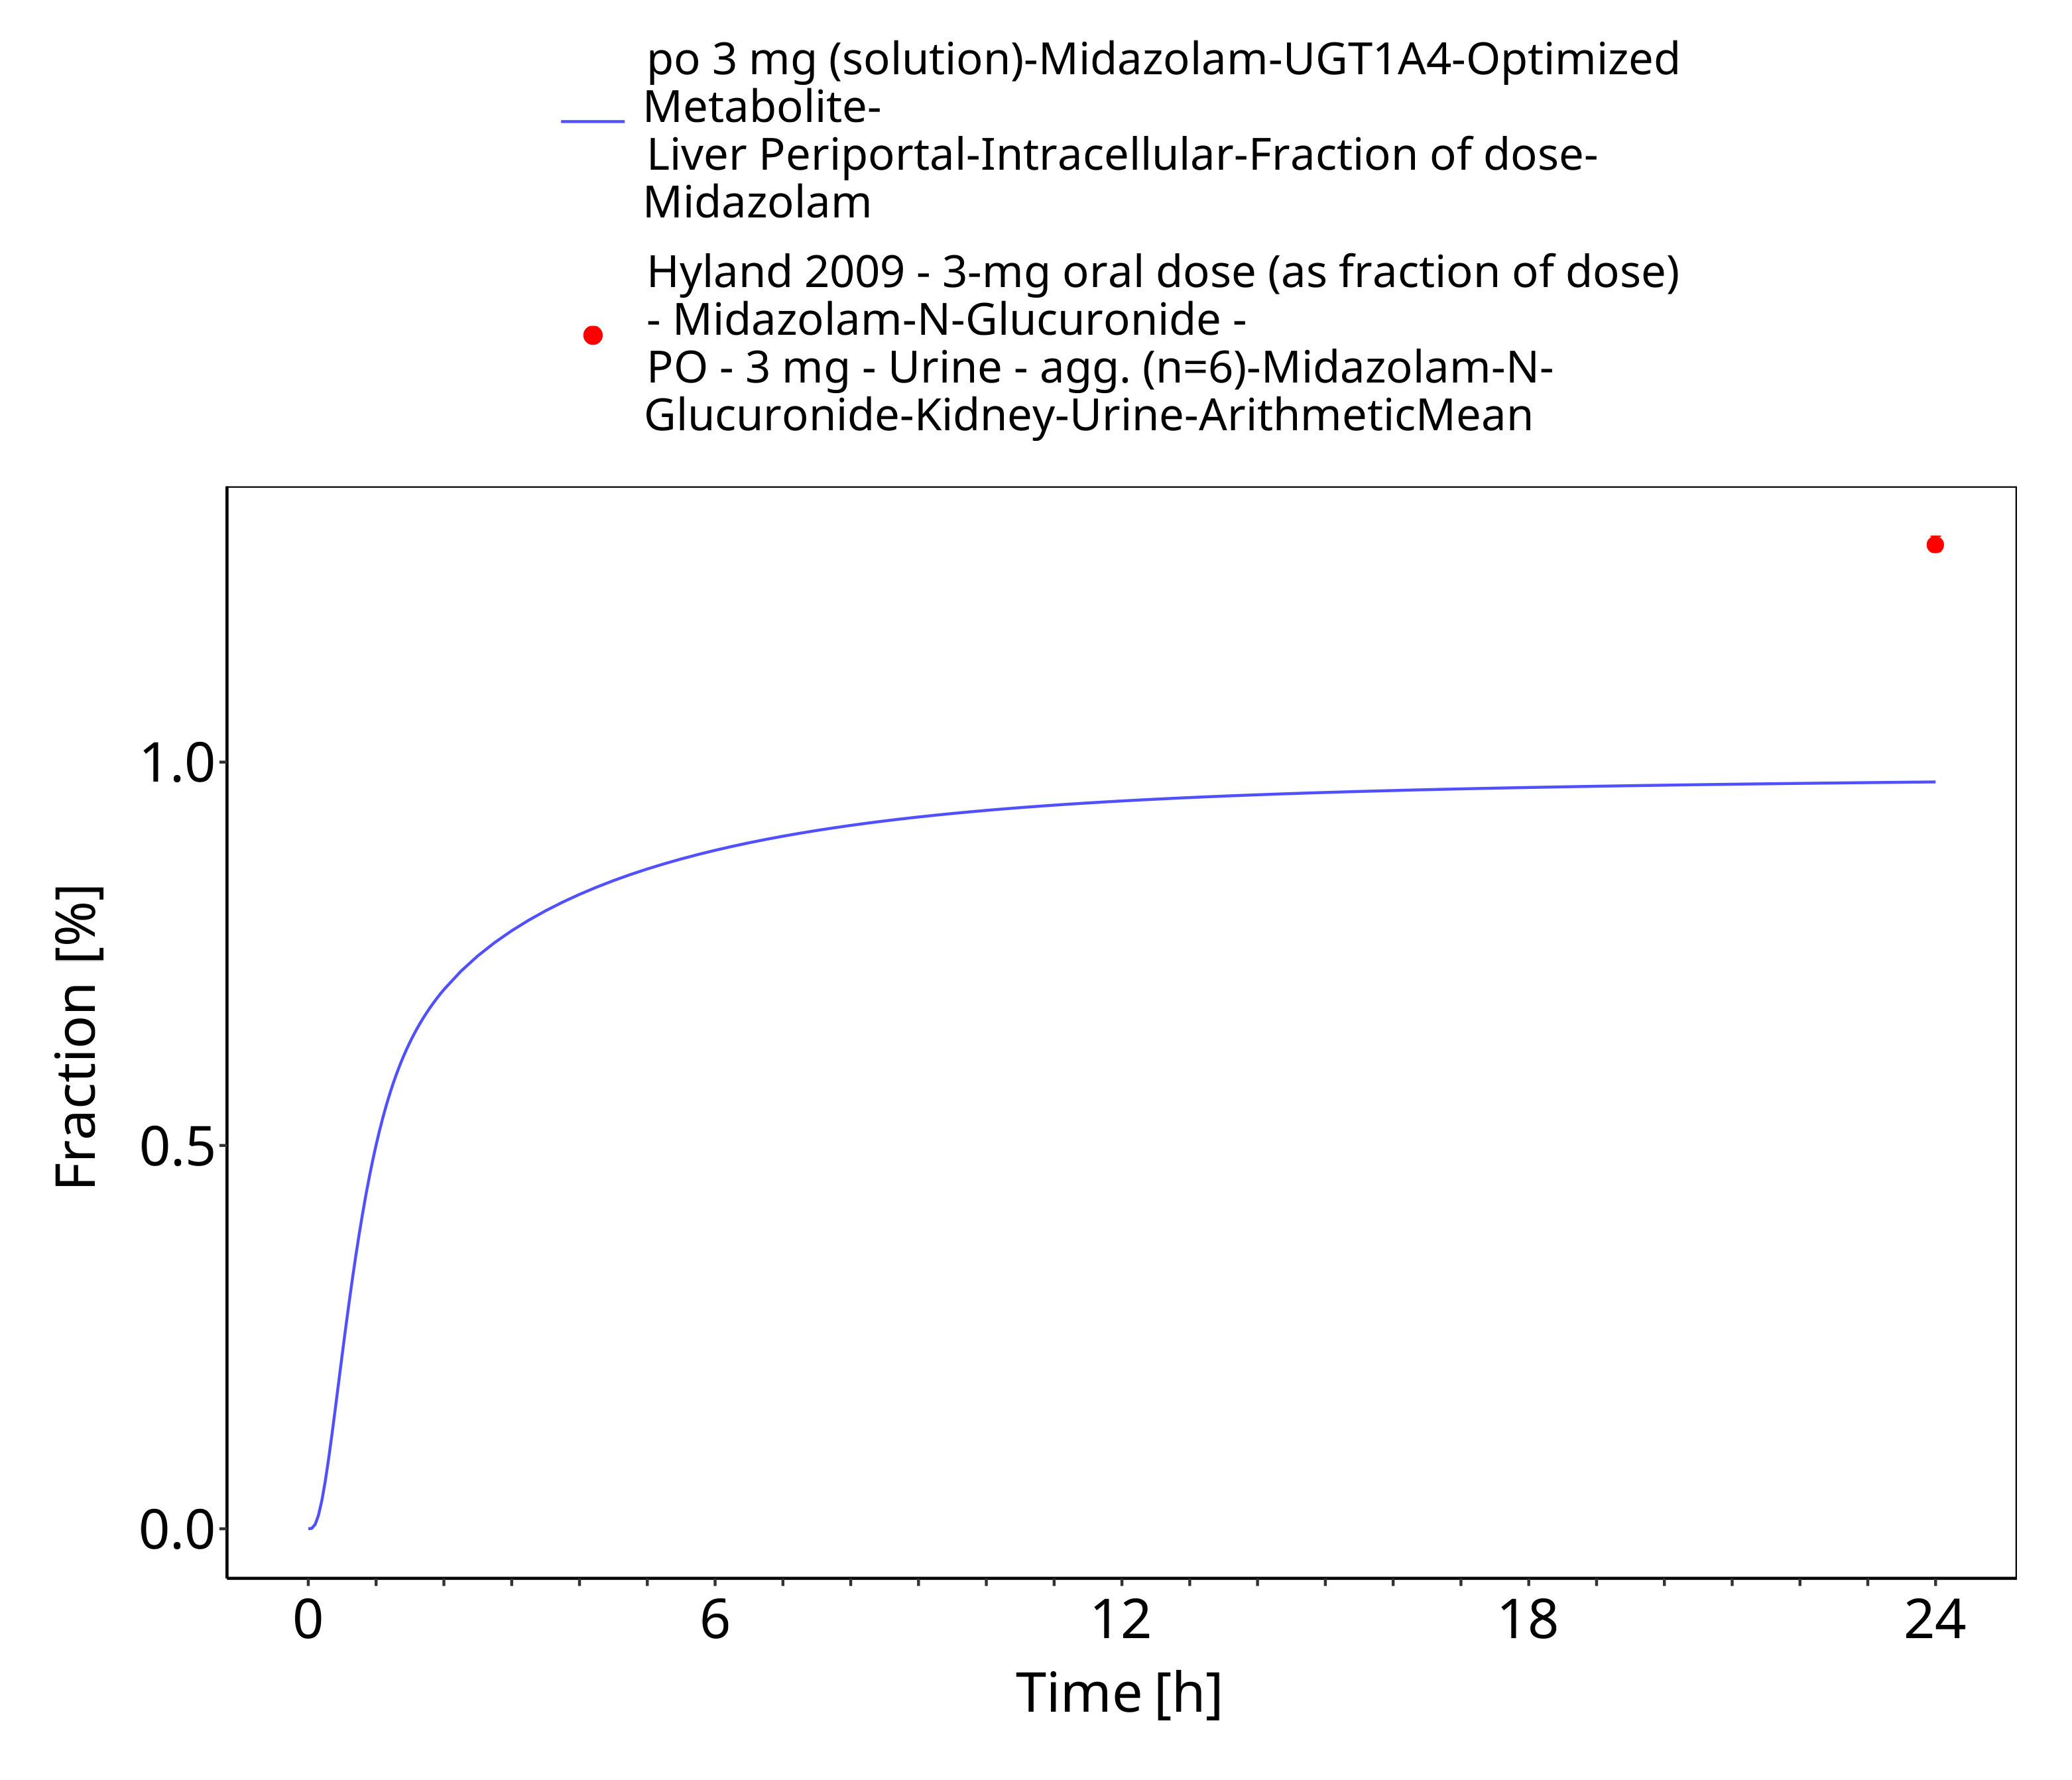 po 3 mg (solution)-Midazolam-UGT1A4-Optimized
Metabolite-
Liver Periportal-Intracellular-Fraction of dose-
Midazolam
Hyland 2009 - 3-mg oral dose (as fraction of dose)
- Midazolam-N-Glucuronide -
PO - 3 mg - Urine - agg. (n=6)-Midazolam-N-
Glucuronide-Kidney-Urine-ArithmeticMean
1.0
0.5
0.0
Fraction [%]
0 6 12 18 24
Time [h]